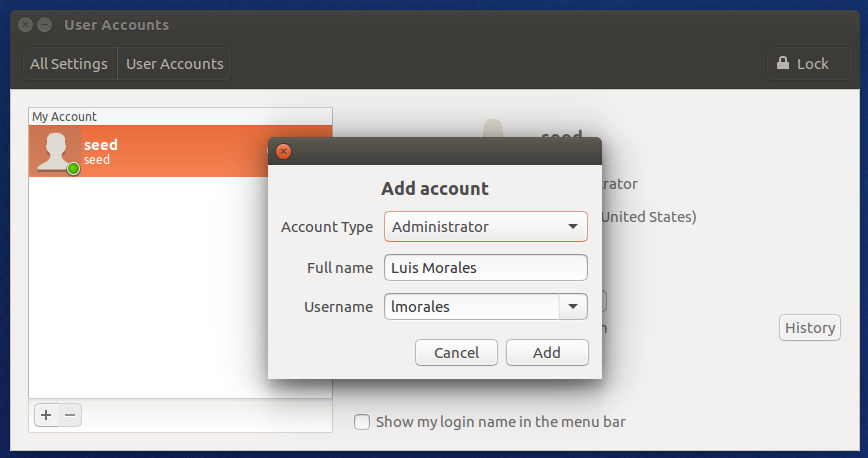 User Accounts
All Settings
User Accounts
Lock
My Account
seed
seed
seed
Add account
Account Type
Administrator
Full name
Luis Morales
Username
lmorales
Cancel
Add
United States)
History
Show my login name in the menu bar